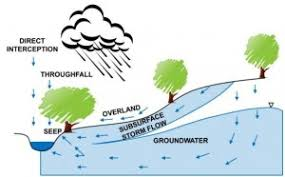 DIRECT
INTERCEPTION
THROUGHFALL
OVERLAND
SUBSURFACE
STORM FLOW
SEEP
GROUNDWATER